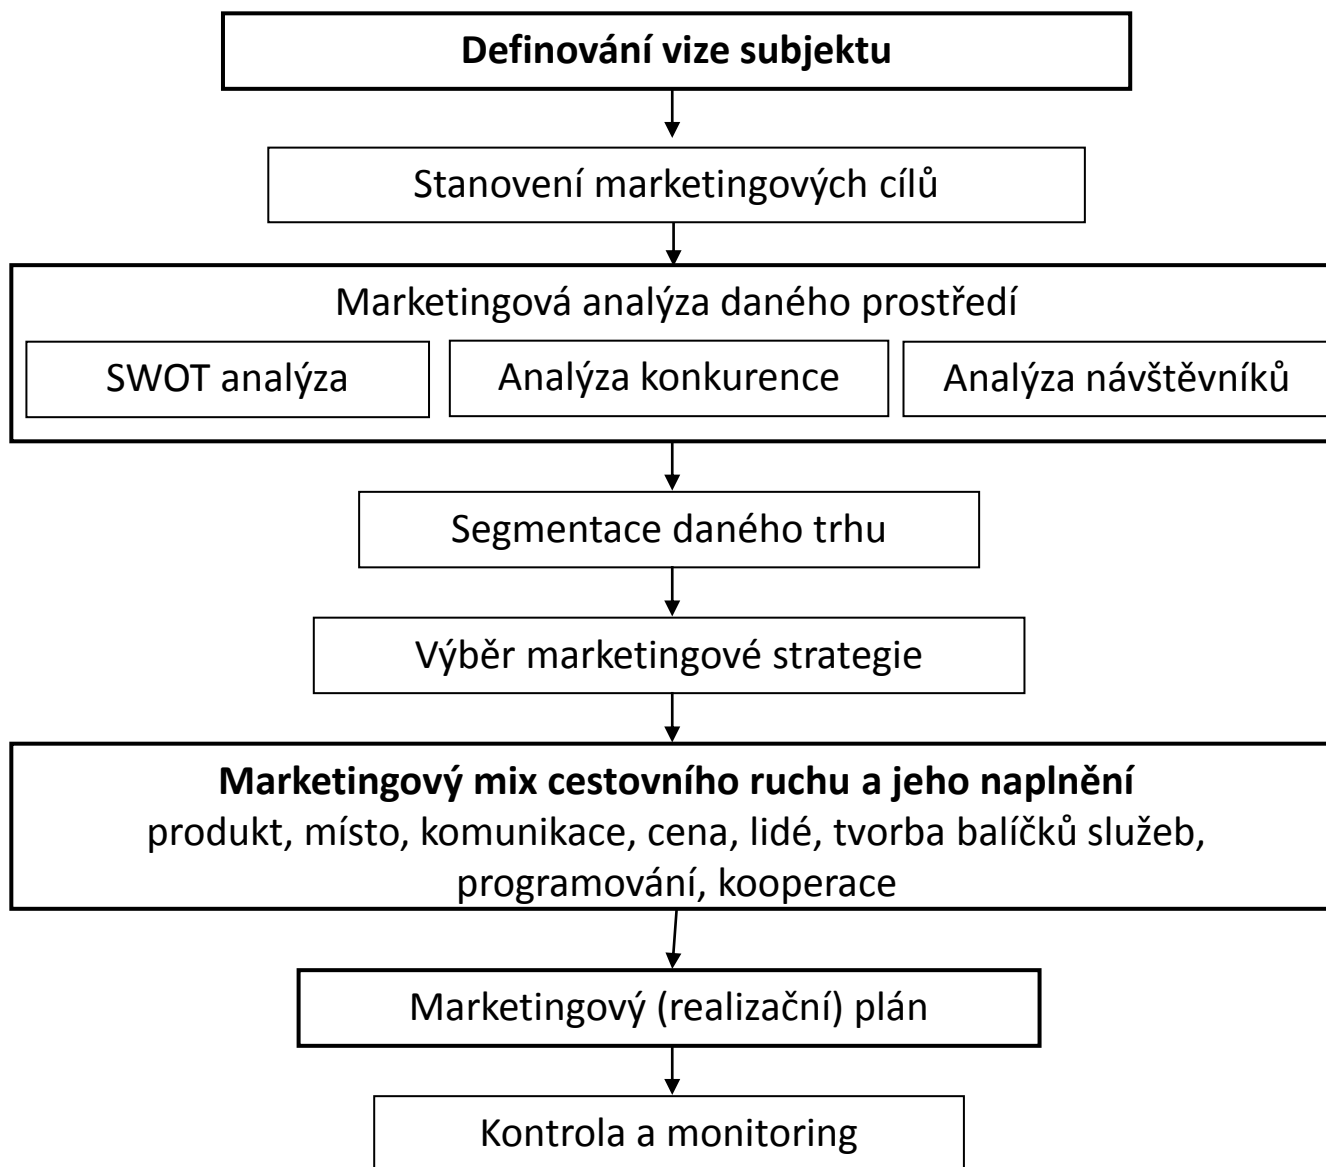 Definování vize subjektu
Stanovení marketingových cílů
Marketingová analýza daného prostředí
SWOT analýza
Analýza konkurence
Analýza návštěvníků
Segmentace daného trhu
Výběr marketingové strategie
Marketingový mix cestovního ruchu a jeho naplnění
produkt, místo, komunikace, cena, lidé, tvorba balíčků služeb,
programování, kooperace
Marketingový (realizační) plán
Kontrola a monitoring